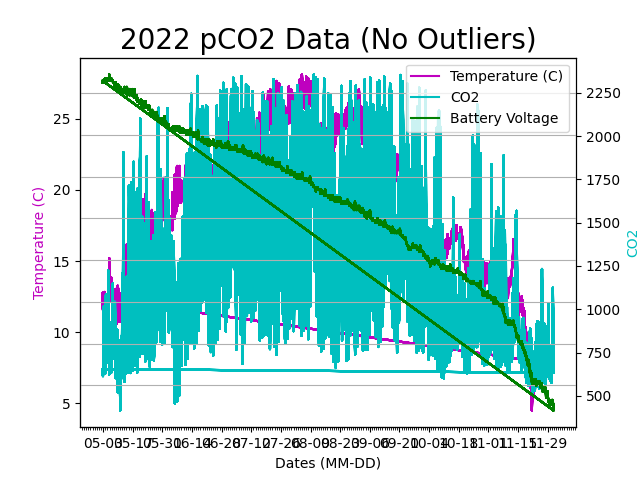 2022 pCO2 Data (No Outliers)
Temperature (C)
CO2
Battery Voltage
Temperature (C)
25
20
15
10
5
2250
2000
1750
1500
1250
1000
750
500
CO2
05-03 05-17 05-31 06-14 06-28 07-12 07-26 08-09 08-23 09-06 09-20 10-04 10-18 11-01 11-15 11-29
Dates (MM-DD)